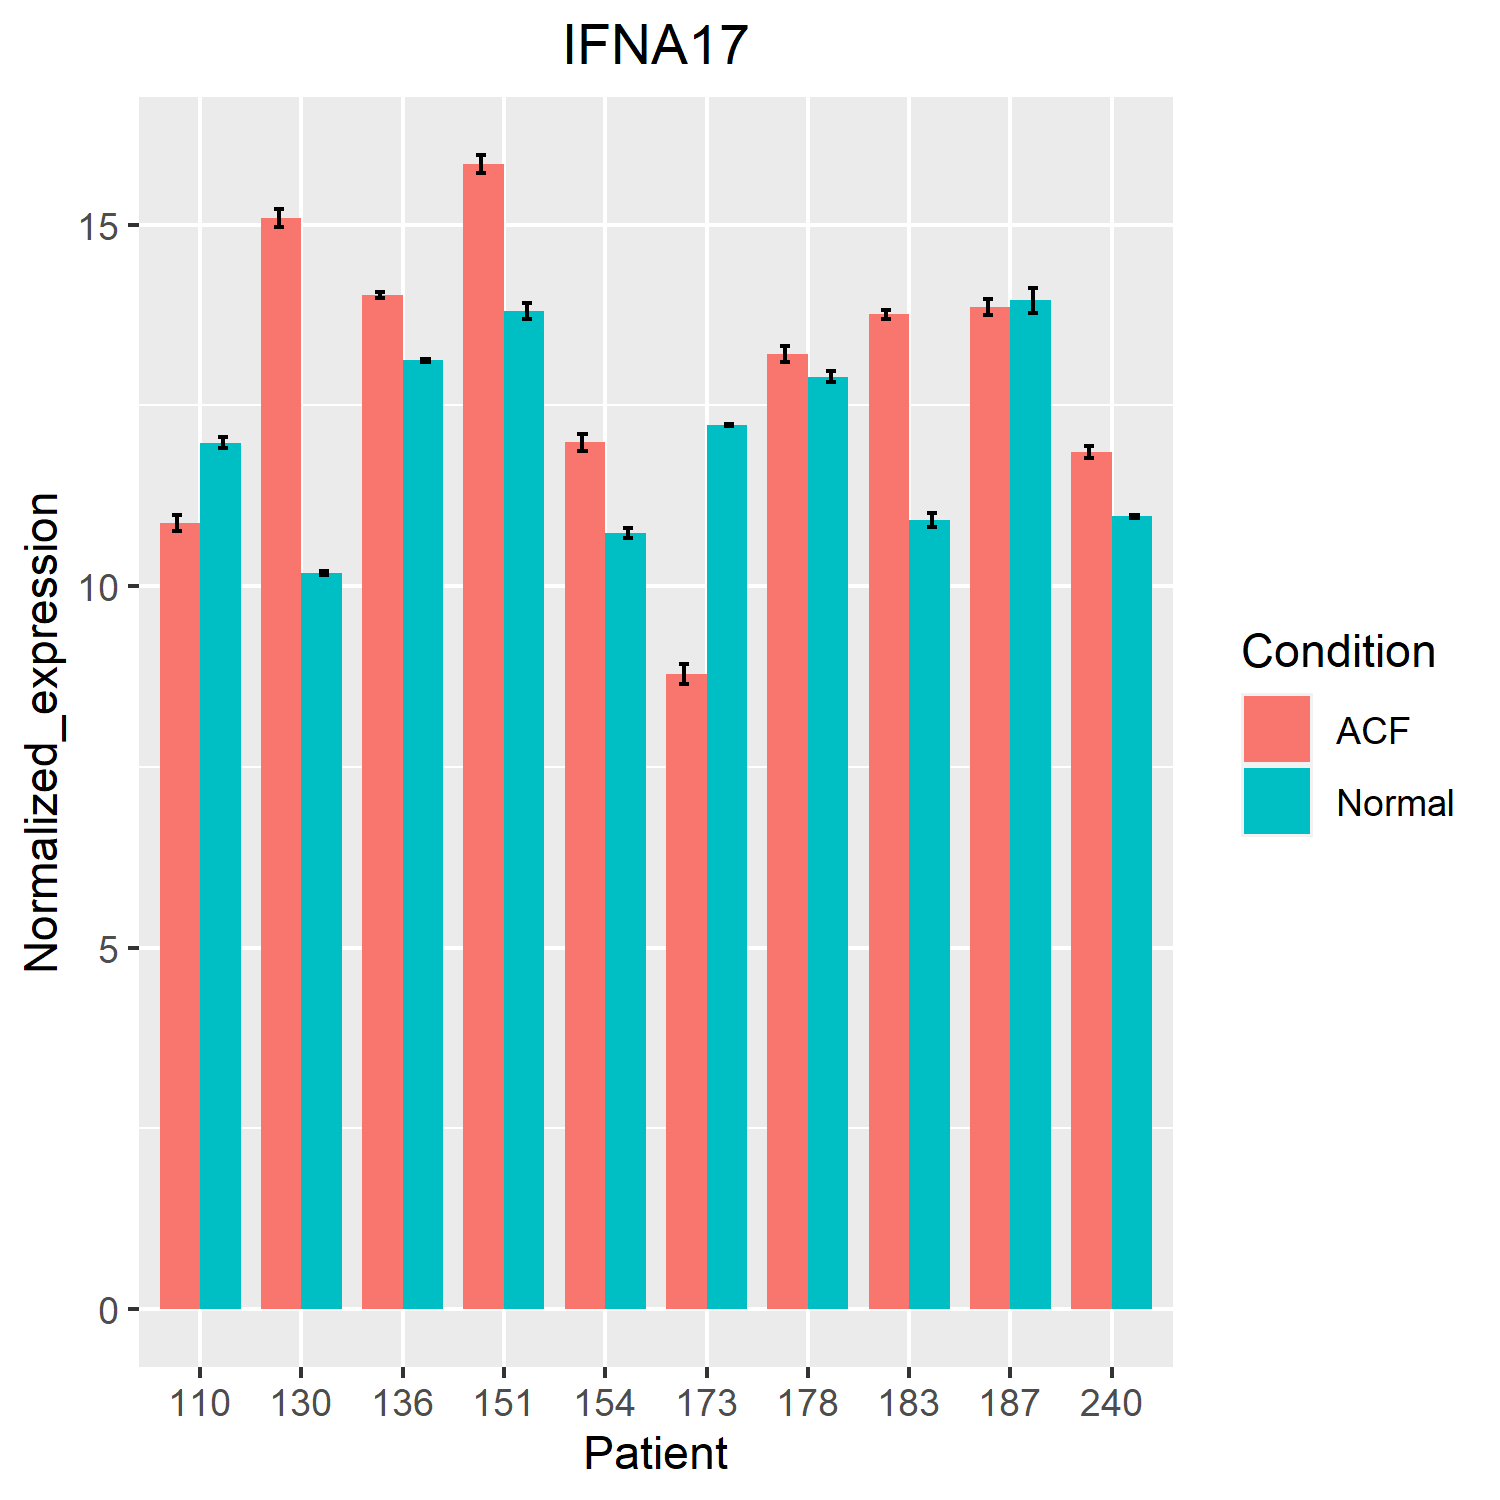 IFNA17
Normalized_expression
15
10
5
0
110 130 136 151 154 173 178 183 187 240
Patient
Condition
ACF
Normal